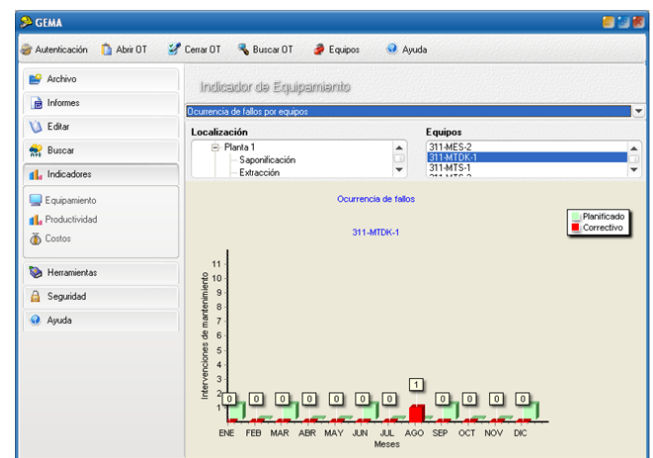 GEMA
Autenticación Abrir OT Cerrar OT Buscar OT Equipos Ayuda
Archivo
Informes
Editar
Buscar
Indicadores
Equipamiento
Productividad
Costos
Herramientas
Seguridad
Ayuda
Indicador de Equipamiento
Ocurrencia de fallos por equipos
Localización
Planta 1
Saponificación
Extracción
Equipos
311-MES-2
311-MTDK-1
311-MTS-1
311-MTS-2
Ocurrencia de fallos
311-MTDK-1
Planificado
Correctivo
Intervenciones de mantenimiento
11
10
9
8
7
6
5
4
3
2
1
0 0 0 0 0 0 0 1 0 0 0 0
ENE FEB MAR ABR MAY JUN JUL AGO SEP OCT NOV DIC
Meses